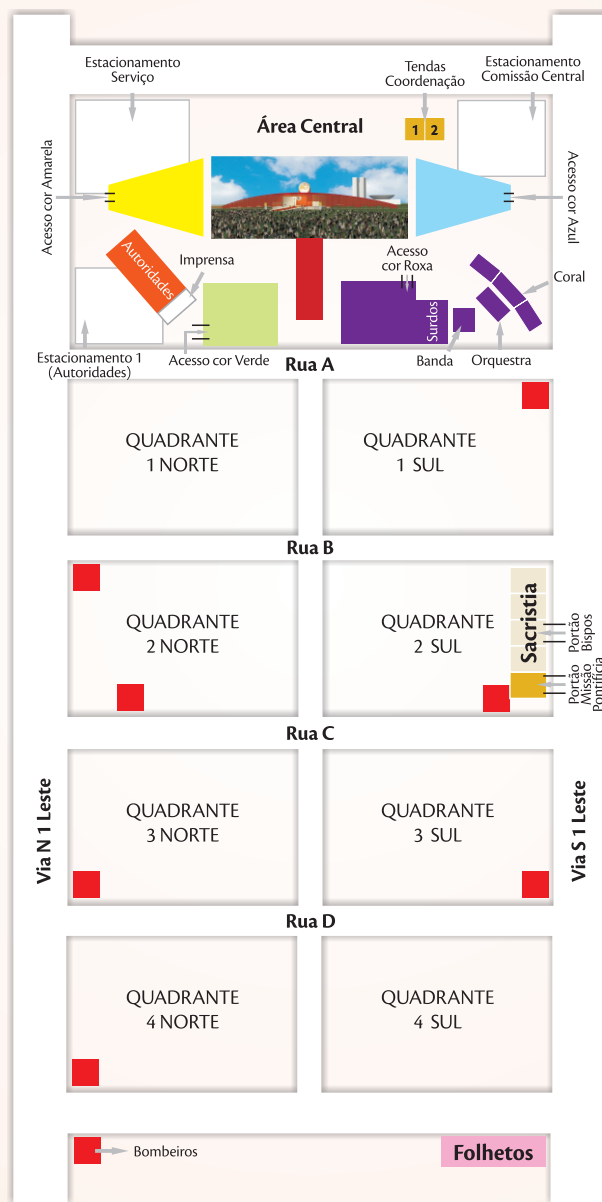 Estacionamento
Serviço
Tendas
Coordenação
Estacionamento
Comissão Central
Área Central
1 2
Acesso cor Amarela
Acesso cor Azul
Autoridades
Imprensa
Acesso
cor Roxa
Surdos
Coral
Estacionamento 1
(Autoridades)
Acesso cor Verde
Banda
Orquestra
Rua A
QUADRANTE
1 NORTE
QUADRANTE
1 SUL
Rua B
QUADRANTE
2 NORTE
QUADRANTE
2 SUL
Sacristia
Portão
Bispos
Portão
Missão
Pontifícia
Rua C
Via N 1 Leste
QUADRANTE
3 NORTE
QUADRANTE
3 SUL
Via S 1 Leste
Rua D
QUADRANTE
4 NORTE
QUADRANTE
4 SUL
Bombeiros
Folhetos